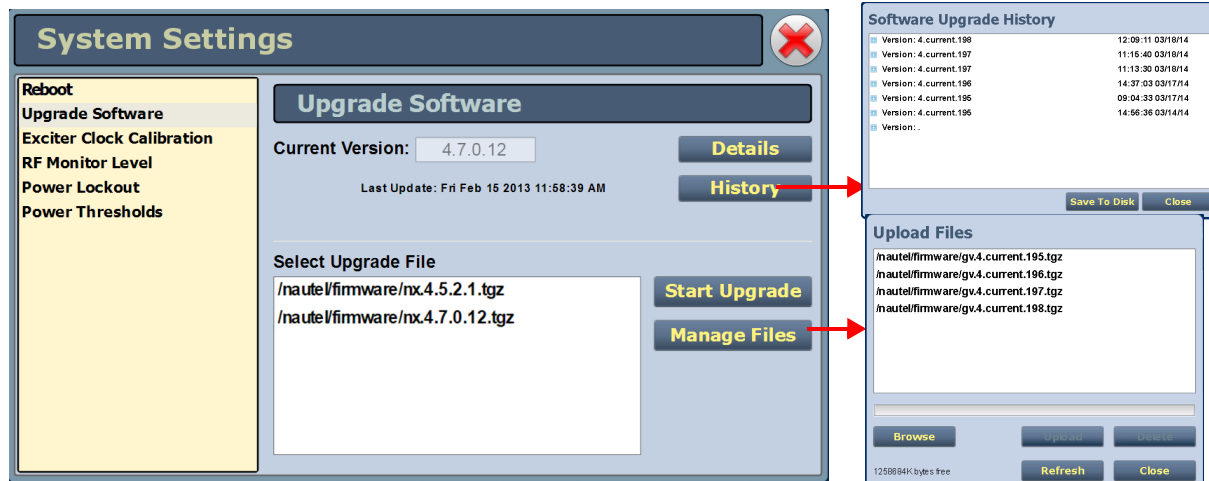 System Settings
Reboot
Upgrade Software
Exciter Clock Calibration
RF Monitor Level
Power Lockout
Power Thresholds
Upgrade Software
Current Version: 4.7.0.12 Details
Last Update: Fri Feb 15 2013 11:58:39 AM History
Select Upgrade File
/nautel/firmware/nx.4.5.2.1.tgz
/nautel/firmware/nx.4.7.0.12.tgz
Start Upgrade
Manage Files
Software Upgrade History
Version: 4.current.198 12:09:11 03/18/14
Version: 4.current.197 11:15:40 03/18/14
Version: 4.current.197 11:13:30 03/18/14
Version: 4.current.196 14:37:03 03/17/14
Version: 4.current.195 09:04:33 03/17/14
Version: 4.current.195 14:56:36 03/14/14
Version: .
Save To Disk Close
Upload Files
/nautel/firmware/gv.4.current.195.tgz
/nautel/firmware/gv.4.current.196.tgz
/nautel/firmware/gv.4.current.197.tgz
/nautel/firmware/gv.4.current.198.tgz
Browse Upload Delete
1258684K bytes free Refresh Close